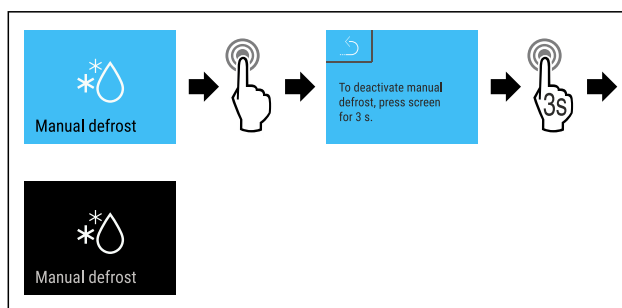 Manual defrost
To deactivate manual
defrost, press screen
for 3 s.
3s
Manual defrost